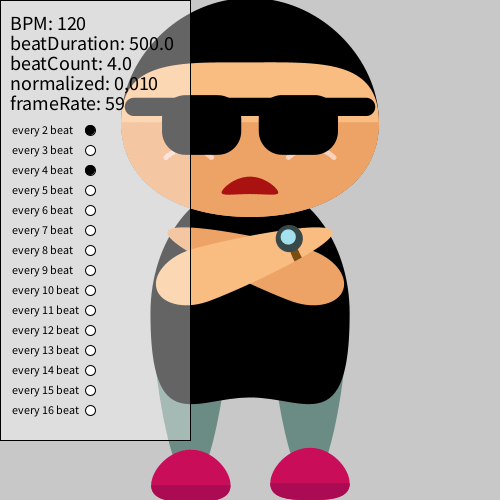 BPM: 120
beatDuration: 500.0
beatCount: 4.0
normalized: 0.010
frameRate: 59
every 2 beat
every 3 beat
every 4 beat
every 5 beat
every 6 beat
every 7 beat
every 8 beat
every 9 beat
every 10 beat
every 11 beat
every 12 beat
every 13 beat
every 14 beat
every 15 beat
every 16 beat